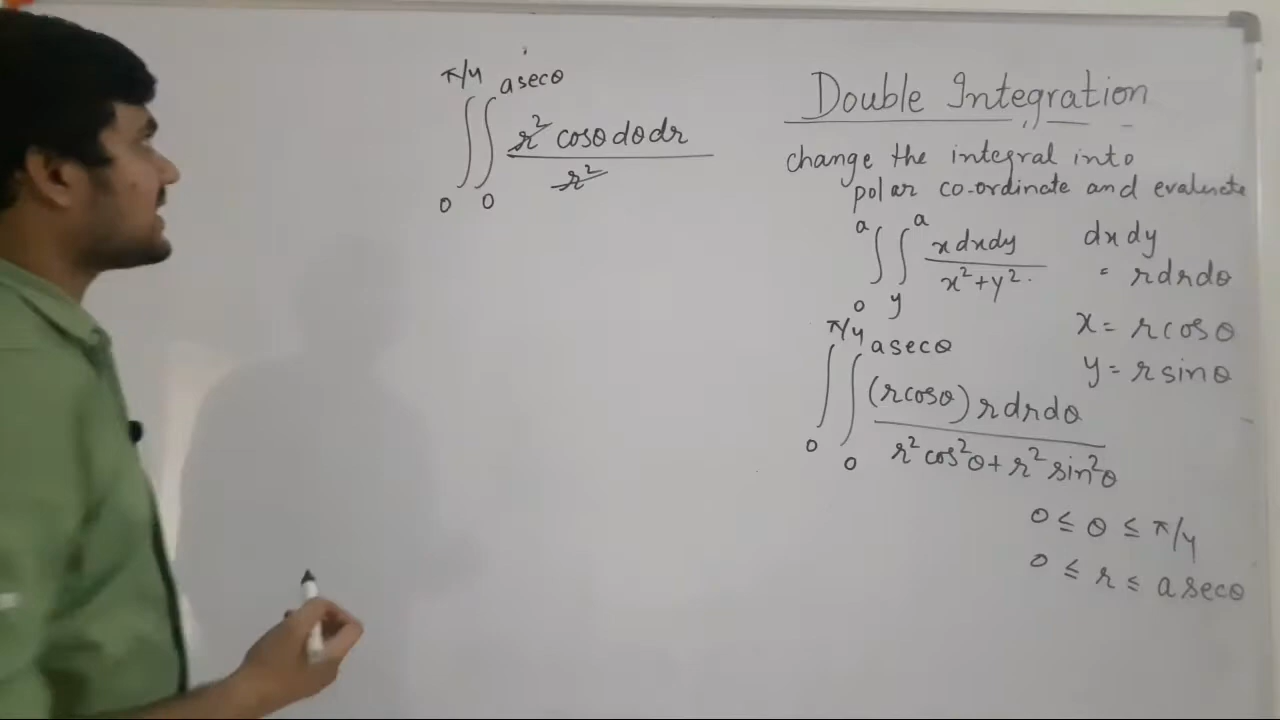 π/4 a secθ
∫∫ r² cosθ dθ dr
r²
0 0
Double Integration
change the integral into
polar co-ordinate and evaluate
a a
∫∫ x dx dy
x² + y² .
0 y
dx dy
= r dr dθ
x = r cosθ
y = r sinθ
π/4 a secθ
∫∫ (r cosθ) r dr dθ
r² cos²θ + r² sin²θ
0 0
0 ≤ θ ≤ π/4
0 ≤ r ≤ a secθ